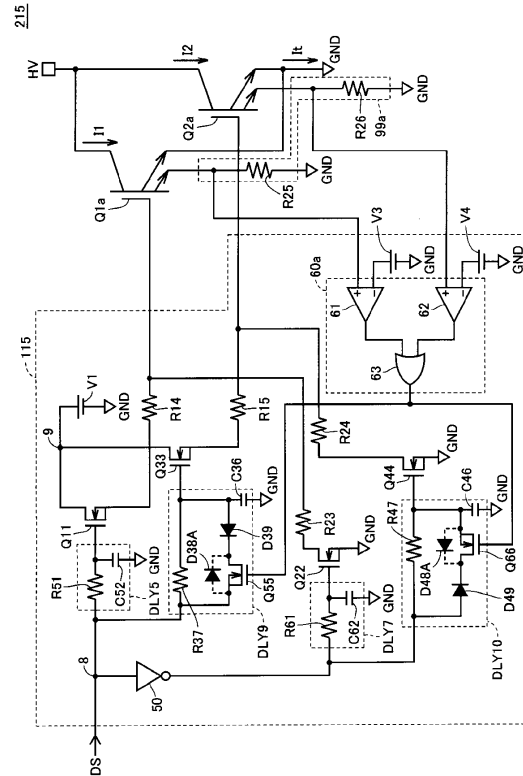 215
HV
I1
I2
It
GND
Q1a
Q2a
R25
GND
R26
99a
GND
115
9
V1
GND
R14
R15
Q11
Q33
R51
C52
GND
DLY5
R37
C36
GND
D38A
D39
Q55
DLY9
8
DS
50
R23
R24
Q22
GND
R61
C62
GND
DLY7
Q44
GND
R47
C46
GND
D48A
D49
Q66
DLY10
60a
61
62
63
+
−
+
−
V3
GND
V4
GND